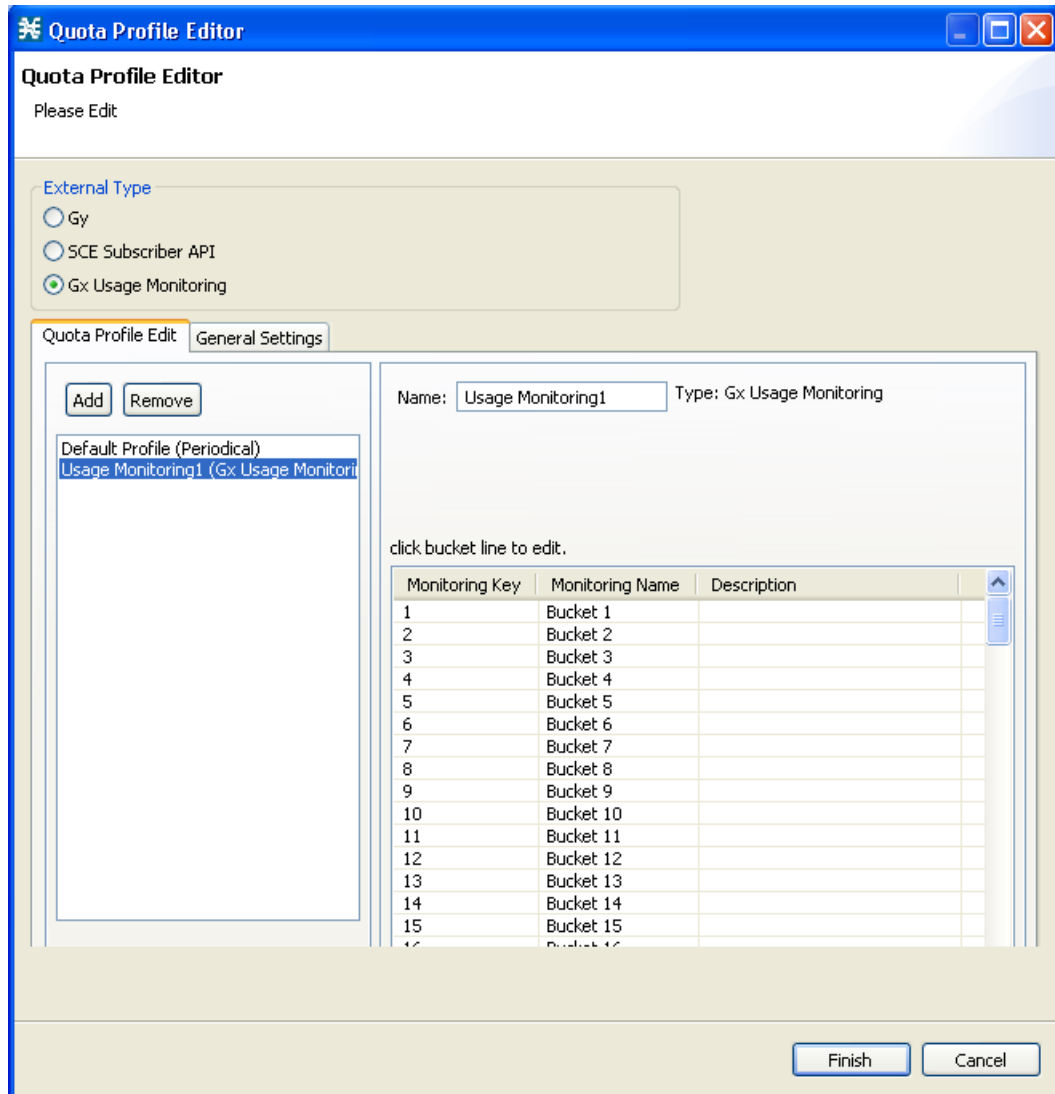 Quota Profile Editor
Quota Profile Editor
Please Edit
External Type
Gy
SCE Subscriber API
Gx Usage Monitoring
Quota Profile Edit General Settings
Add Remove
Default Profile (Periodical)
Usage Monitoring1 (Gx Usage Monitorin
Name: Usage Monitoring1 Type: Gx Usage Monitoring
click bucket line to edit.
Monitoring Key Monitoring Name Description
1 Bucket 1
2 Bucket 2
3 Bucket 3
4 Bucket 4
5 Bucket 5
6 Bucket 6
7 Bucket 7
8 Bucket 8
9 Bucket 9
10 Bucket 10
11 Bucket 11
12 Bucket 12
13 Bucket 13
14 Bucket 14
15 Bucket 15
Finish Cancel